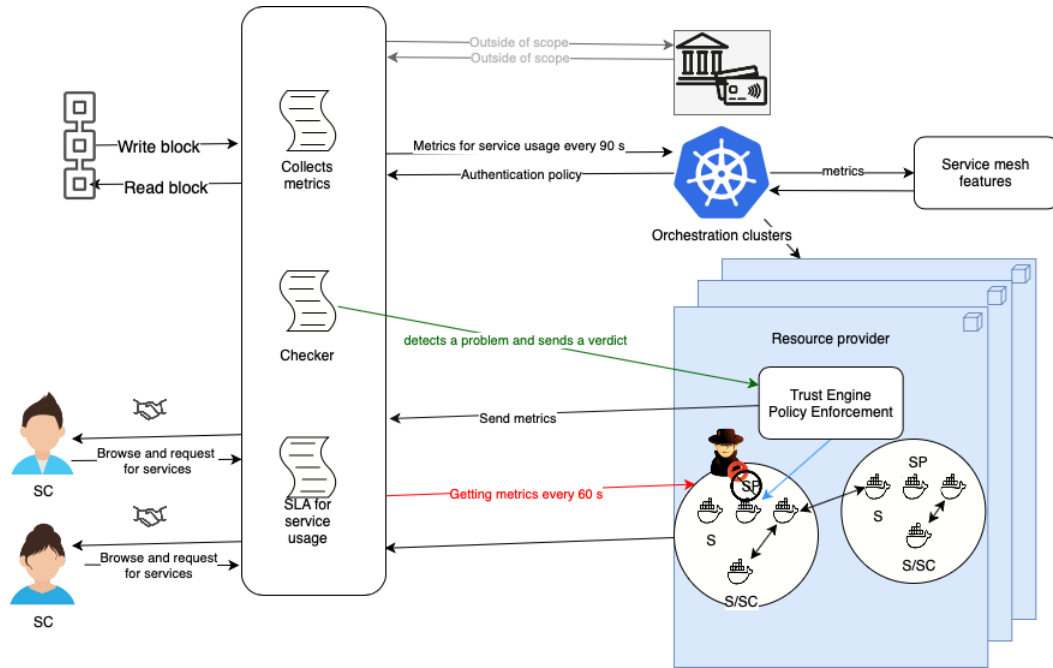 Outside of scope
Outside of scope
Write block
Read block
Collects
metrics
Metrics for service usage every 90 s
Authentication policy
metrics
Service mesh
features
Orchestration clusters
Checker
detects a problem and sends a verdict
Resource provider
Trust Engine
Policy Enforcement
Send metrics
Browse and request
for services
SC
SLA for
service
usage
Getting metrics every 60 s
SP
S
S/SC
SP
S
S/SC
Browse and request
for services
SC